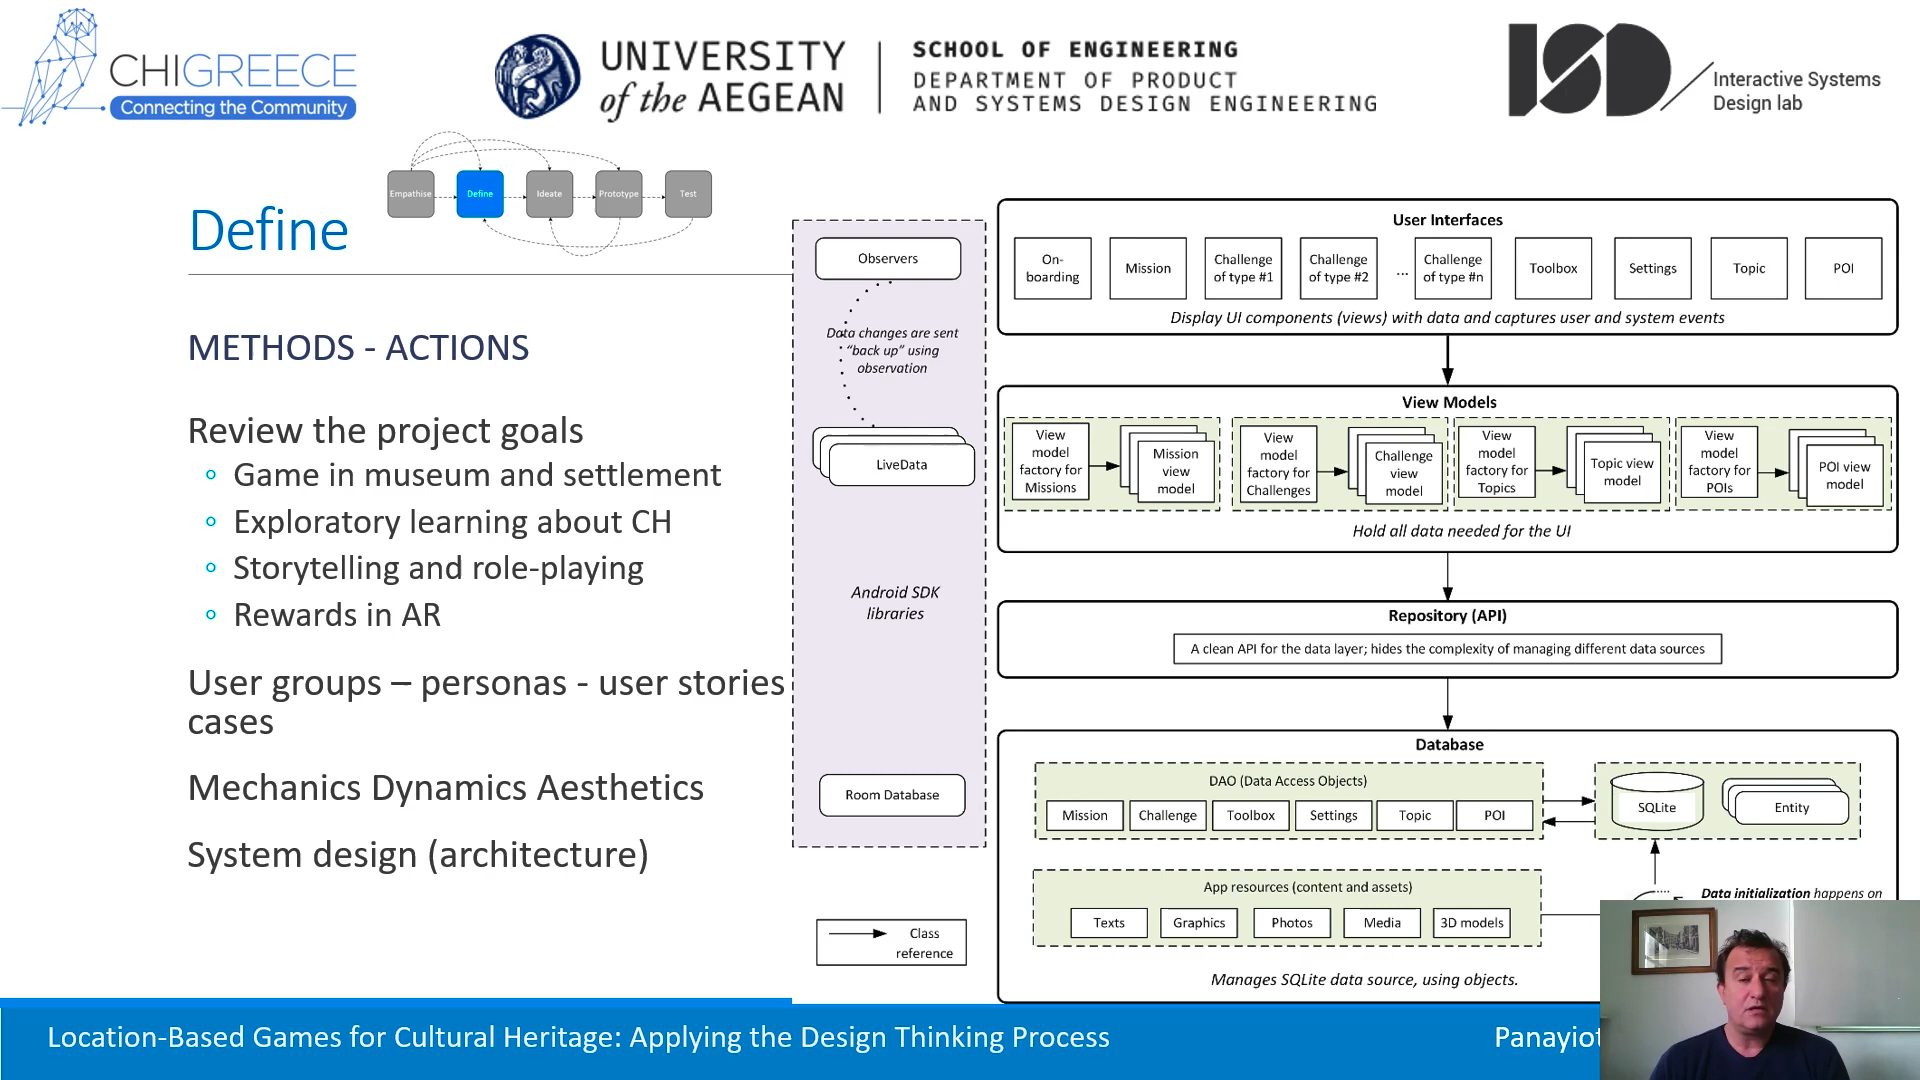 CHIGREECE
Connecting the Community
UNIVERSITY
of the AEGEAN
SCHOOL OF ENGINEERING
DEPARTMENT OF PRODUCT
AND SYSTEMS DESIGN ENGINEERING
ISD
Interactive Systems
Design lab
Empathise
Define
Ideate
Prototype
Test
Define
METHODS - ACTIONS
Review the project goals
Game in museum and settlement
Exploratory learning about CH
Storytelling and role-playing
Rewards in AR
User groups – personas - user stories
cases
Mechanics Dynamics Aesthetics
System design (architecture)
Observers
Data changes are sent
“back up” using
observation
LiveData
Android SDK
libraries
Room Database
Class
reference
User Interfaces
On-
boarding
Mission
Challenge
of type #1
Challenge
of type #2
...
Challenge
of type #n
Toolbox
Settings
Topic
POI
Display UI components (views) with data and captures user and system events
View Models
View
model
factory for
Missions
Mission
view
model
View
model
factory for
Challenges
Challenge
view
model
View
model
factory for
Topics
Topic view
model
View
model
factory for
POIs
POI view
model
Hold all data needed for the UI
Repository (API)
A clean API for the data layer; hides the complexity of managing different data sources
Database
DAO (Data Access Objects)
Mission
Challenge
Toolbox
Settings
Topic
POI
SQLite
Entity
App resources (content and assets)
Texts
Graphics
Photos
Media
3D models
Data initialization happens on
Manages SQLite data source, using objects.
Location-Based Games for Cultural Heritage: Applying the Design Thinking Process